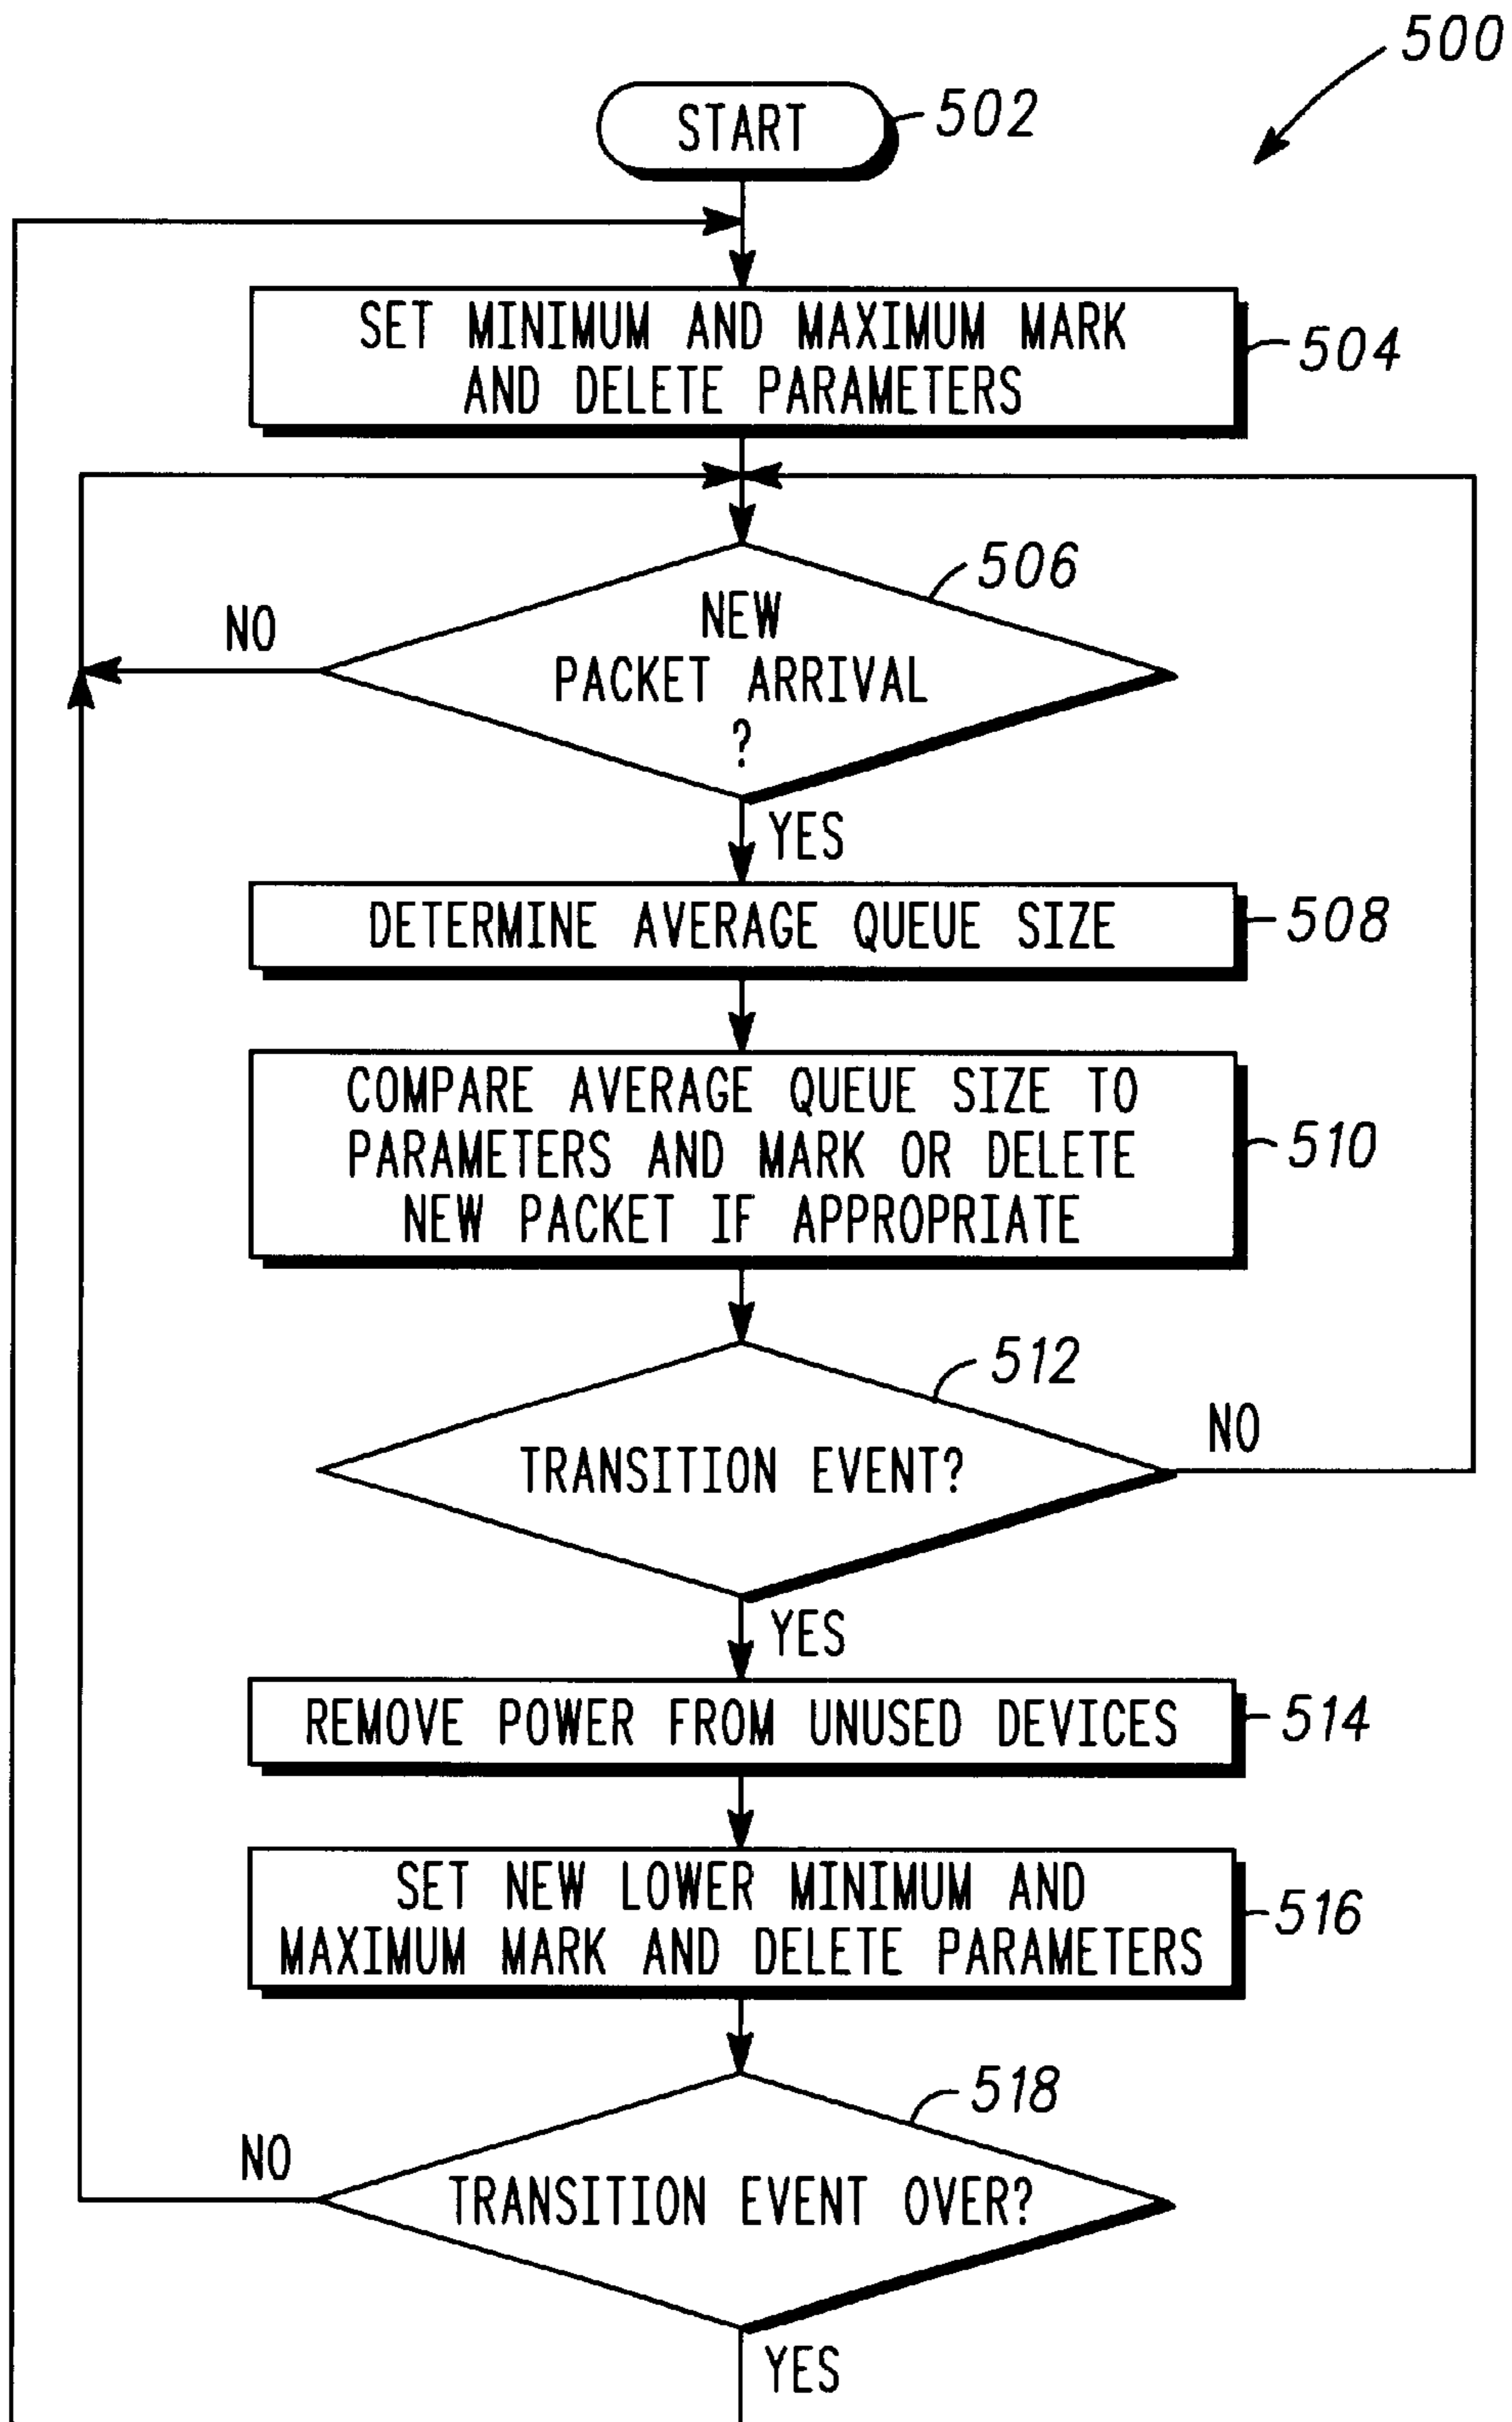 500
START
502
SET MINIMUM AND MAXIMUM MARK
AND DELETE PARAMETERS
504
506
NEW
PACKET ARRIVAL
?
NO
YES
DETERMINE AVERAGE QUEUE SIZE
508
COMPARE AVERAGE QUEUE SIZE TO
PARAMETERS AND MARK OR DELETE
NEW PACKET IF APPROPRIATE
510
512
TRANSITION EVENT?
NO
YES
REMOVE POWER FROM UNUSED DEVICES
514
SET NEW LOWER MINIMUM AND
MAXIMUM MARK AND DELETE PARAMETERS
516
518
NO
TRANSITION EVENT OVER?
YES